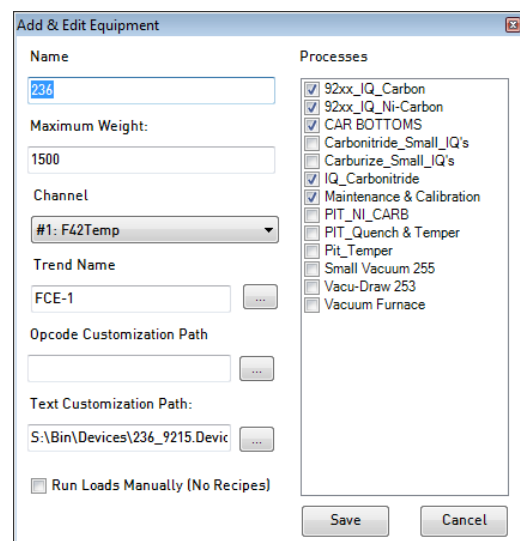 Add & Edit Equipment
Name
236
Maximum Weight:
1500
Channel
#1: F42Temp
Trend Name
FCE-1
...
Opcode Customization Path
...
Text Customization Path:
S:\Bin\Devices\236_9215.Devic
...
Run Loads Manually (No Recipes)
Processes
92xx_IQ_Carbon
92xx_IQ_Ni-Carbon
CAR BOTTOMS
Carbonitride_Small_IQ's
Carburize_Small_IQ's
IQ_Carbonitride
Maintenance & Calibration
PIT_NI_CARB
PIT_Quench & Temper
Pit_Temper
Small Vacuum 255
Vacu-Draw 253
Vacuum Furnace
Save
Cancel